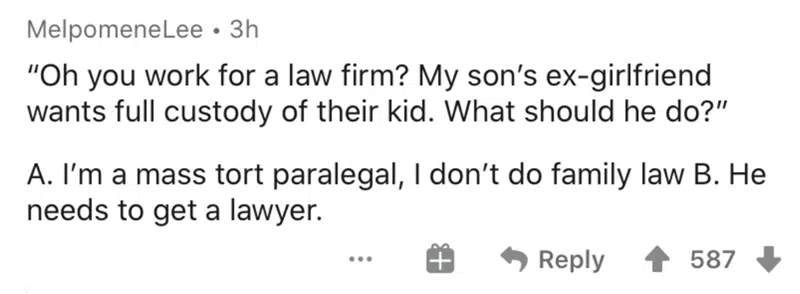 MelpomeneLee • 3h
“Oh you work for a law firm? My son’s ex-girlfriend
wants full custody of their kid. What should he do?”
A. I’m a mass tort paralegal, I don’t do family law B. He
needs to get a lawyer.
... Reply 587